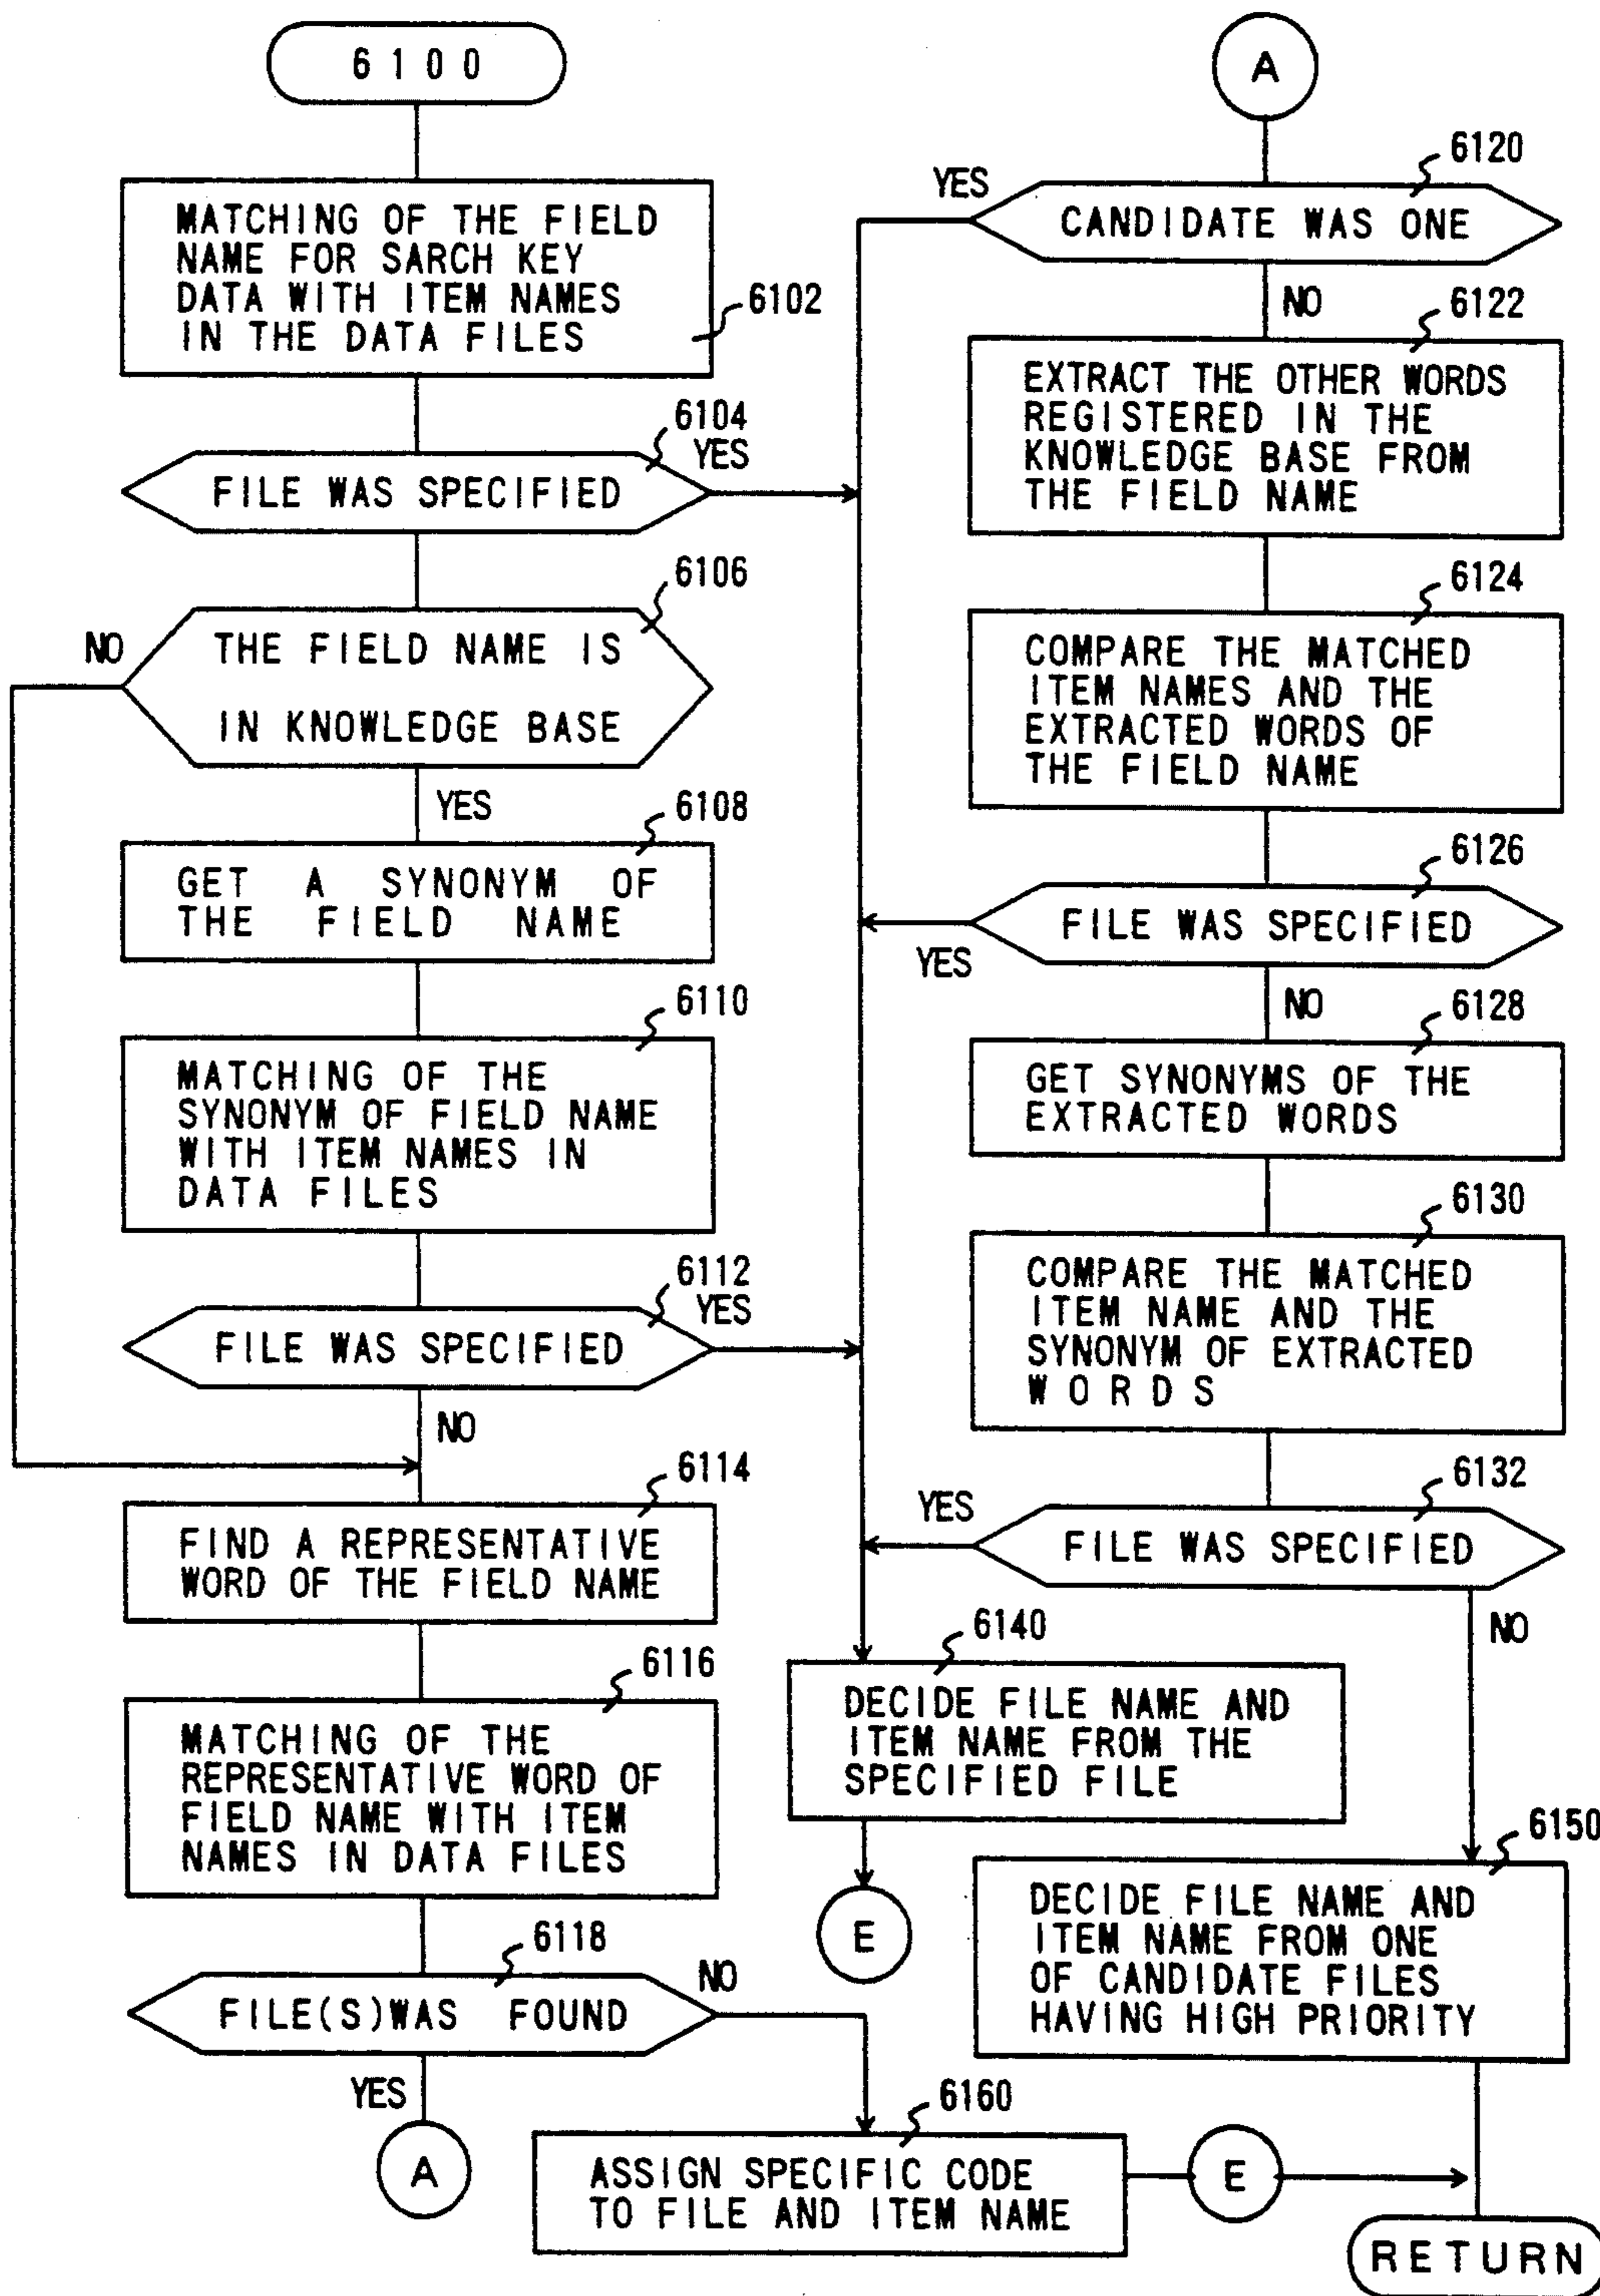 6100
MATCHING OF THE FIELD
NAME FOR SARCH KEY
DATA WITH ITEM NAMES
IN THE DATA FILES
6102
6104
YES
FILE WAS SPECIFIED
6106
NO
THE FIELD NAME IS
IN KNOWLEDGE BASE
YES
6108
GET A SYNONYM OF
THE FIELD NAME
6110
MATCHING OF THE
SYNONYM OF FIELD NAME
WITH ITEM NAMES IN
DATA FILES
6112
YES
FILE WAS SPECIFIED
NO
6114
FIND A REPRESENTATIVE
WORD OF THE FIELD NAME
6116
MATCHING OF THE
REPRESENTATIVE WORD OF
FIELD NAME WITH ITEM
NAMES IN DATA FILES
6118
NO
FILE(S)WAS FOUND
YES
A
A
6120
YES
CANDIDATE WAS ONE
NO
6122
EXTRACT THE OTHER WORDS
REGISTERED IN THE
KNOWLEDGE BASE FROM
THE FIELD NAME
6124
COMPARE THE MATCHED
ITEM NAMES AND THE
EXTRACTED WORDS OF
THE FIELD NAME
6126
FILE WAS SPECIFIED
YES
NO
6128
GET SYNONYMS OF THE
EXTRACTED WORDS
6130
COMPARE THE MATCHED
ITEM NAME AND THE
SYNONYM OF EXTRACTED
WORDS
6132
YES
FILE WAS SPECIFIED
NO
6140
DECIDE FILE NAME AND
ITEM NAME FROM THE
SPECIFIED FILE
E
6150
DECIDE FILE NAME AND
ITEM NAME FROM ONE
OF CANDIDATE FILES
HAVING HIGH PRIORITY
6160
ASSIGN SPECIFIC CODE
TO FILE AND ITEM NAME
E
RETURN